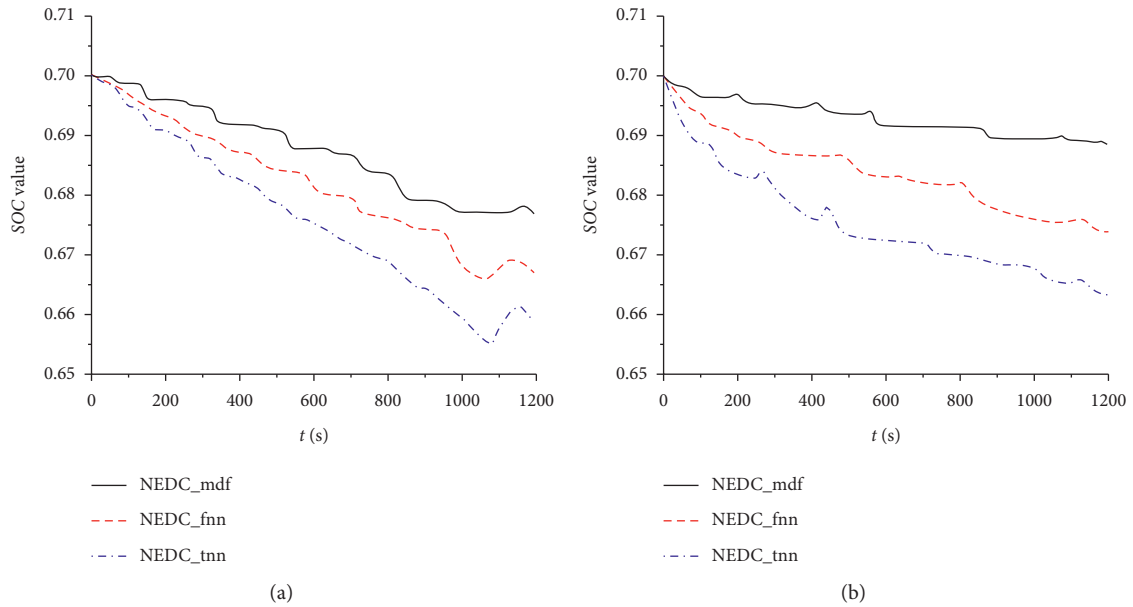 0.71
0.70
0.69
0.68
0.67
0.66
0.65
SOC value
0 200 400 600 800 1000 1200
t (s)
NEDC_mdf
NEDC_fnn
NEDC_tnn
(a)
0.71
0.70
0.69
0.68
0.67
0.66
0.65
SOC value
0 200 400 600 800 1000 1200
t (s)
NEDC_mdf
NEDC_fnn
NEDC_tnn
(b)